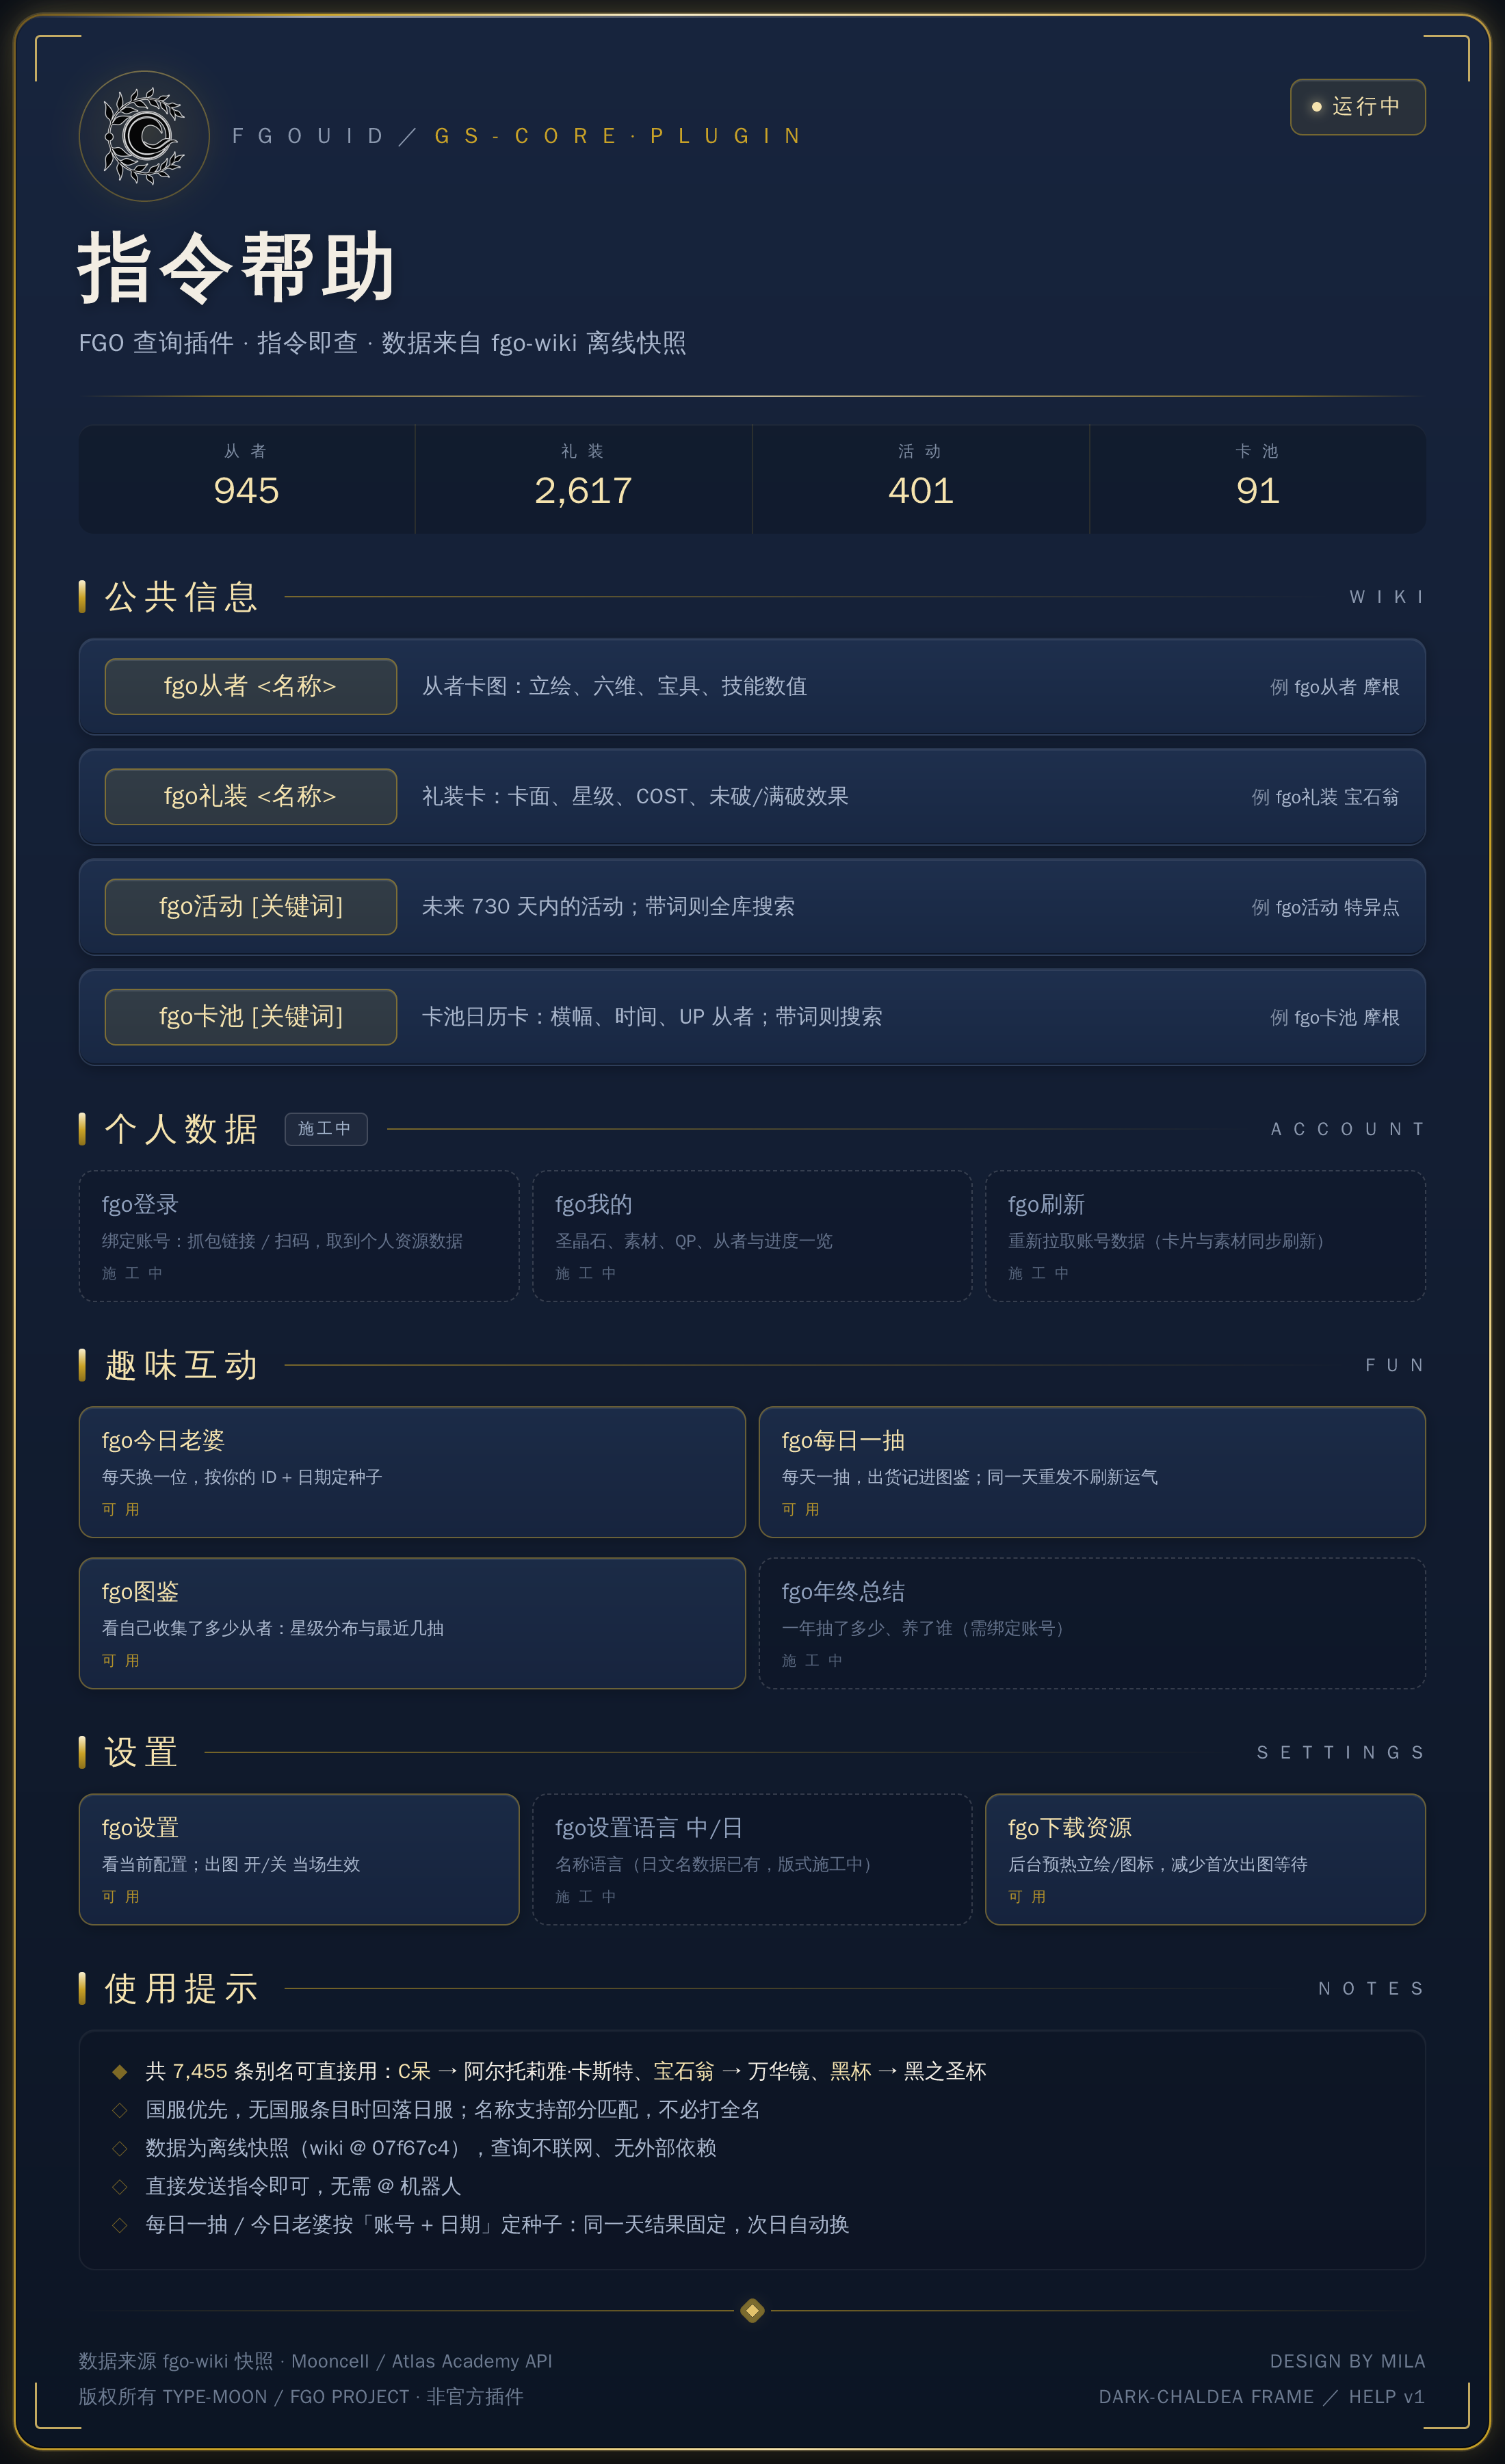 FGOUID / GS-CORE·PLUGIN
运行中
指令帮助
FGO 查询插件 · 指令即查 · 数据来自 fgo-wiki 离线快照
从者 礼装 活动 卡池
945 2,617 401 91
公共信息 WIKI
fgo从者 <名称> 从者卡图：立绘、六维、宝具、技能数值 例 fgo从者 摩根
fgo礼装 <名称> 礼装卡：卡面、星级、COST、未破/满破效果 例 fgo礼装 宝石翁
fgo活动 [关键词] 未来 730 天内的活动；带词则全库搜索 例 fgo活动 特异点
fgo卡池 [关键词] 卡池日历卡：横幅、时间、UP 从者；带词则搜索 例 fgo卡池 摩根
个人数据 施工中 ACCOUNT
fgo登录
绑定账号：抓包链接 / 扫码，取到个人资源数据
施工中
fgo我的
圣晶石、素材、QP、从者与进度一览
施工中
fgo刷新
重新拉取账号数据（卡片与素材同步刷新）
施工中
趣味互动 FUN
fgo今日老婆
每天换一位，按你的 ID + 日期定种子
可用
fgo每日一抽
每天一抽，出货记进图鉴；同一天重发不刷新运气
可用
fgo图鉴
看自己收集了多少从者：星级分布与最近几抽
可用
fgo年终总结
一年抽了多少、养了谁（需绑定账号）
施工中
设置 SETTINGS
fgo设置
看当前配置；出图 开/关 当场生效
可用
fgo设置语言 中/日
名称语言（日文名数据已有，版式施工中）
施工中
fgo下载资源
后台预热立绘/图标，减少首次出图等待
可用
使用提示 NOTES
共 7,455 条别名可直接用：C呆 → 阿尔托莉雅·卡斯特、宝石翁 → 万华镜、黑杯 → 黑之圣杯
国服优先，无国服条目时回落日服；名称支持部分匹配，不必打全名
数据为离线快照（wiki @ 07f67c4），查询不联网、无外部依赖
直接发送指令即可，无需 @ 机器人
每日一抽 / 今日老婆按「账号 + 日期」定种子：同一天结果固定，次日自动换
数据来源 fgo-wiki 快照 · Mooncell / Atlas Academy API
DESIGN BY MILA
版权所有 TYPE-MOON / FGO PROJECT · 非官方插件
DARK-CHALDEA FRAME / HELP v1